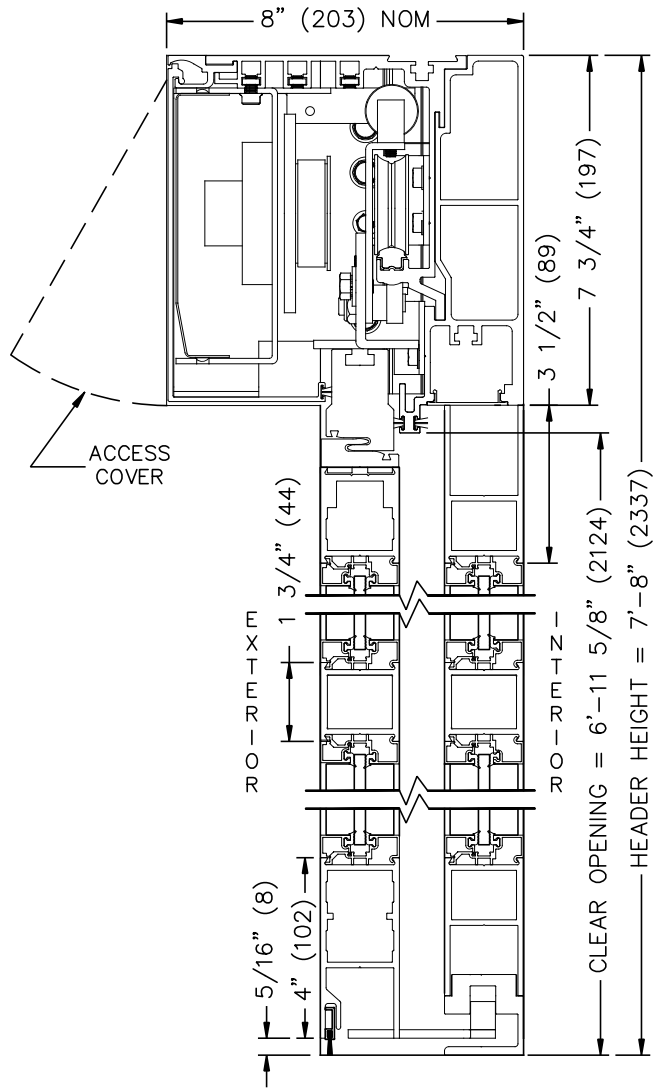 8” (203) NOM
7 3/4” (197)
3 1/2” (89)
ACCESS
COVER
1 3/4” (44)
EXTERIOR
INTERIOR
CLEAR OPENING = 6’-11 5/8” (2124)
HEADER HEIGHT = 7’-8” (2337)
5/16” (8)
4” (102)